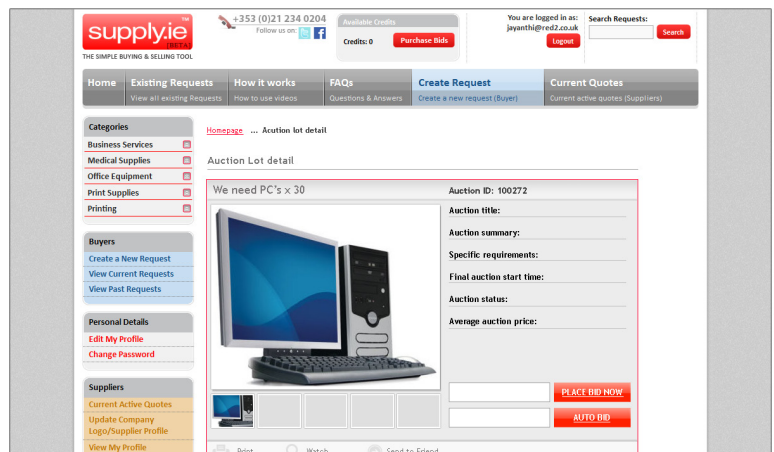 supply.ie
[BETA]
THE SIMPLE BUYING & SELLING TOOL
+353 (0)21 234 0204
Follow us on:
Available Credits
Credits: 0
Purchase Bids
You are logged in as:
jayanthi@red2.co.uk
Logout
Search Requests:
Search
Home
Existing Requests
View all existing Requests
How it works
How to use videos
FAQs
Questions & Answers
Create Request
Create a new request (Buyer)
Current Quotes
Current active quotes (Suppliers)
Categories
Business Services
Medical Supplies
Office Equipment
Print Supplies
Printing
Buyers
Create a New Request
View Current Requests
View Past Requests
Personal Details
Edit My Profile
Change Password
Suppliers
Current Active Quotes
Update Company
Logo/Supplier Profile
View My Profile
Homepage ... Acution lot detail
Auction Lot detail
We need PC's x 30
Auction ID: 100272
Auction title:
Auction summary:
Specific requirements:
Final auction start time:
Auction status:
Average auction price:
PLACE BID NOW
AUTO BID
Print
Watch
Send to Friend